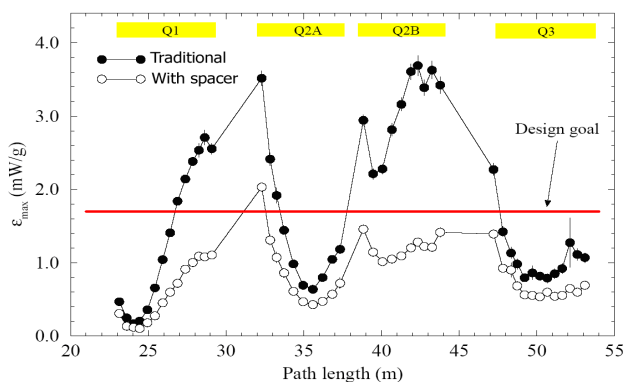 Q1 Q2A Q2B Q3
4.0
3.0
2.0
1.0
0.0
εmax (mW/g)
Traditional
With spacer
Design goal
20 25 30 35 40 45 50 55
Path length (m)